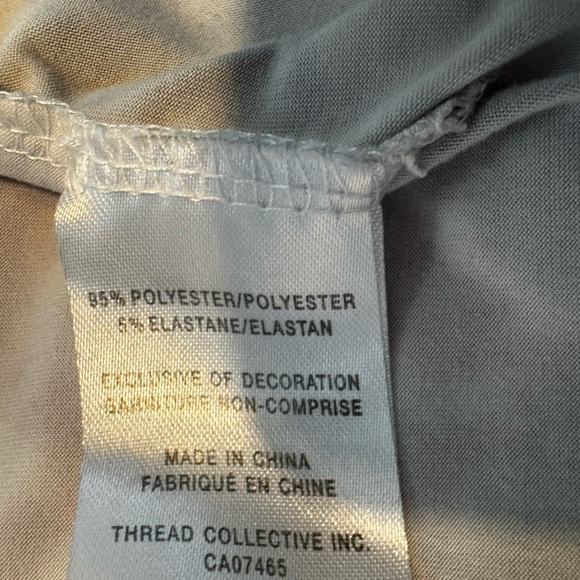 95% POLYESTER/POLYESTER
5% ELASTANE/ELASTAN
EXCLUSIVE OF DECORATION
GARNITURE NON-COMPRISE
MADE IN CHINA
FABRIQUÉ EN CHINE
THREAD COLLECTIVE INC.
CA07465